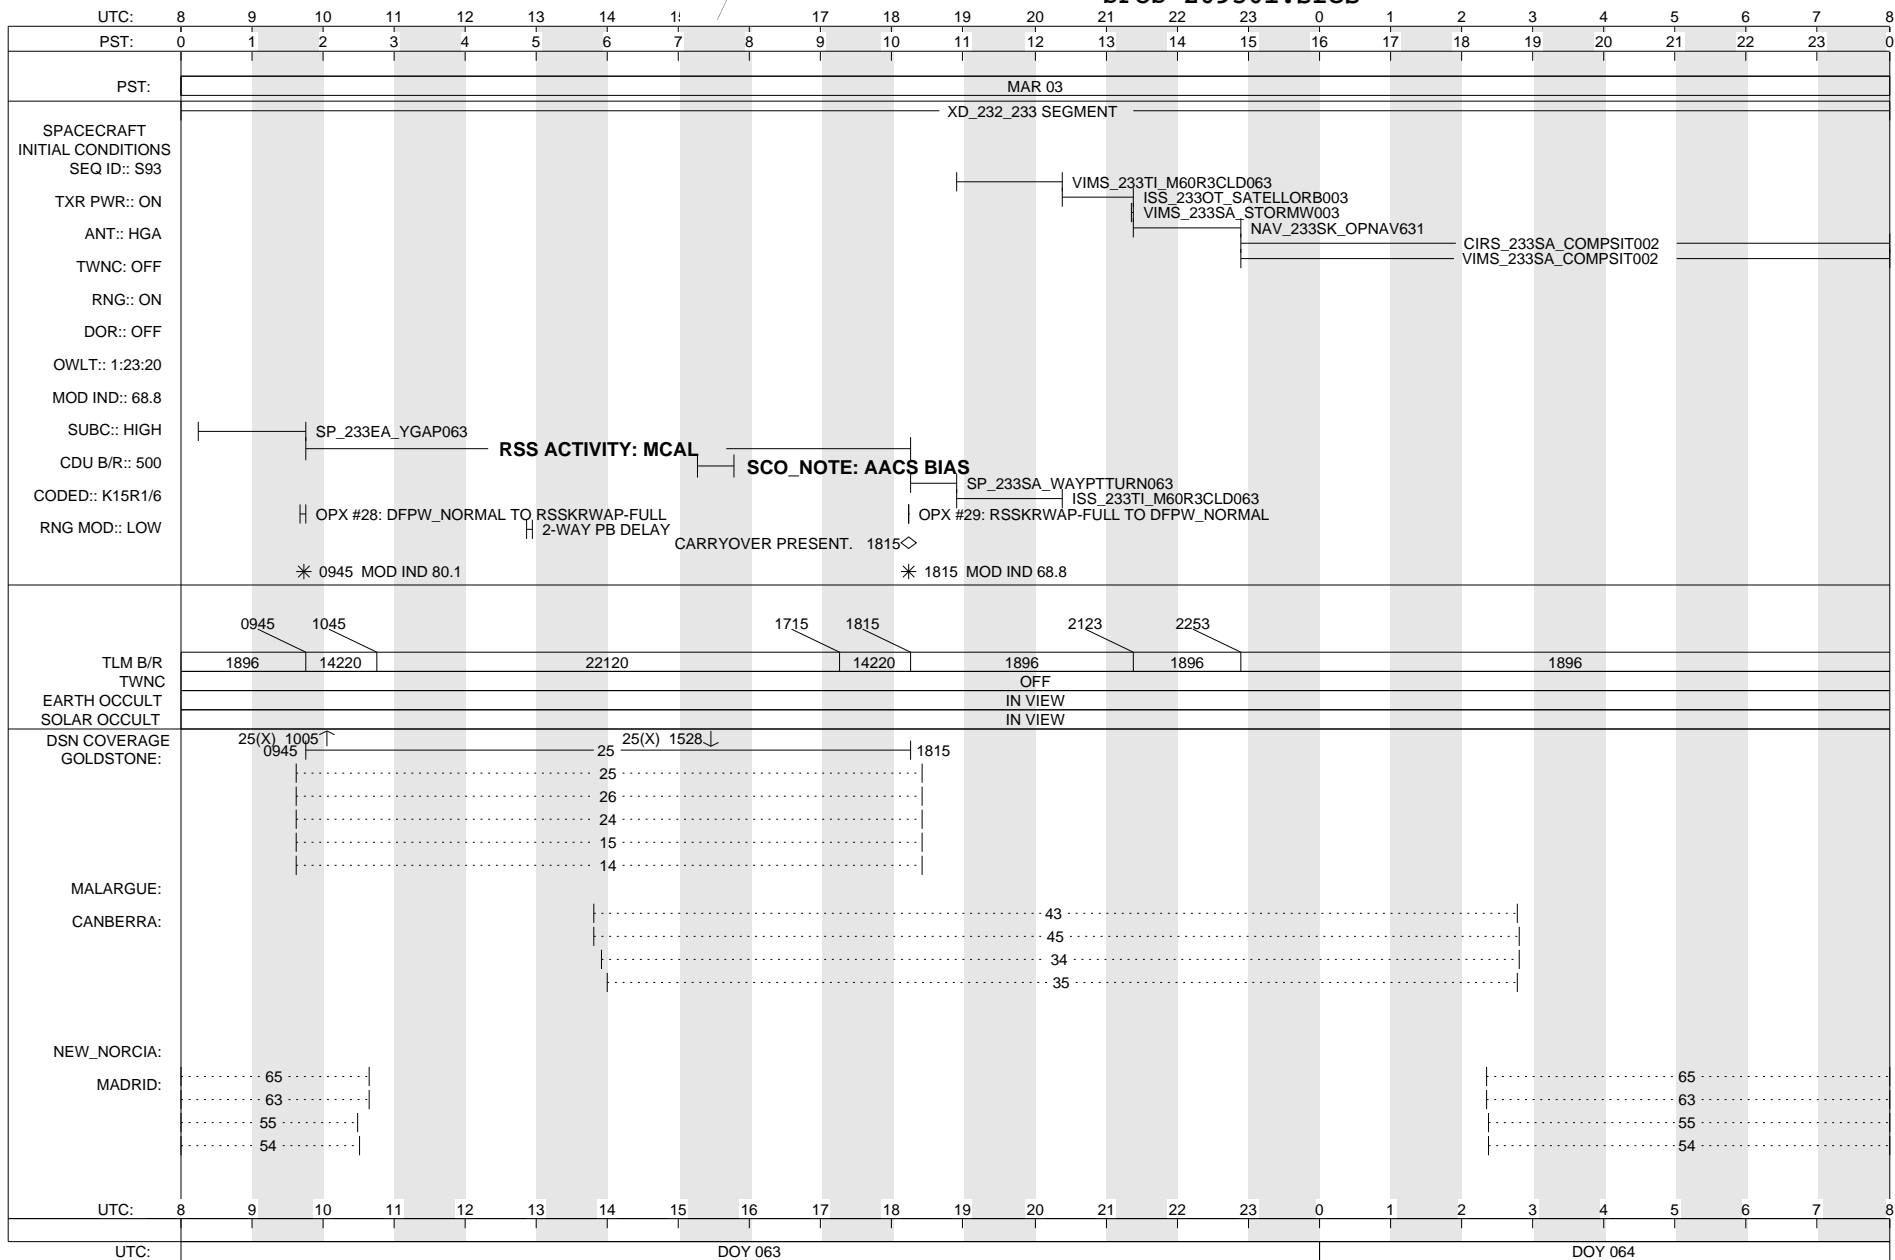 UTC: 8 9 10 11 12 13 14 17 18 19 20 21 22 23 0 1 2 3 4 5 6 7 8
PST: 0 1 2 3 4 5 6 7 8 9 10 11 12 13 14 15 16 17 18 19 20 21 22 23 0
PST: MAR 03
XD_232_233 SEGMENT
SPACECRAFT
INITIAL CONDITIONS
SEQ ID:: S93
VIMS_233TI_M60R3CLD063
TXR PWR:: ON
ISS_233OT_SATELLORB003
VIMS_233SA_STORMW003
ANT:: HGA
NAV_233SK_OPNAV631
CIRS_233SA_COMPSIT002
VIMS_233SA_COMPSIT002
TWNC: OFF
RNG:: ON
DOR:: OFF
OWLT:: 1:23:20
MOD IND:: 68.8
SUBC:: HIGH
SP_233EA_YGAP063
RSS ACTIVITY: MCAL
CDU B/R:: 500
SCO_NOTE: AACS BIAS
SP_233SA_WAYPTTURN063
CODED:: K15R1/6
ISS_233TI_M60R3CLD063
OPX #28: DFPW_NORMAL TO RSSKRWAP-FULL
OPX #29: RSSKRWAP-FULL TO DFPW_NORMAL
RNG MOD:: LOW
2-WAY PB DELAY
CARRYOVER PRESENT. 1815
0945 MOD IND 80.1
1815 MOD IND 68.8
0945 1045 1715 1815 2123 2253
TLM B/R 1896 14220 22120 14220 1896 1896 1896
TWNC OFF
EARTH OCCULT IN VIEW
SOLAR OCCULT IN VIEW
DSN COVERAGE 25(X) 1005 25(X) 1528
GOLDSTONE: 0945 25 1815
25
26
24
15
14
MALARGUE:
CANBERRA: 43
45
34
35
NEW_NORCIA:
MADRID: 65 65
63 63
55 55
54 54
UTC: 8 9 10 11 12 13 14 15 16 17 18 19 20 21 22 23 0 1 2 3 4 5 6 7 8
UTC: DOY 063 DOY 064